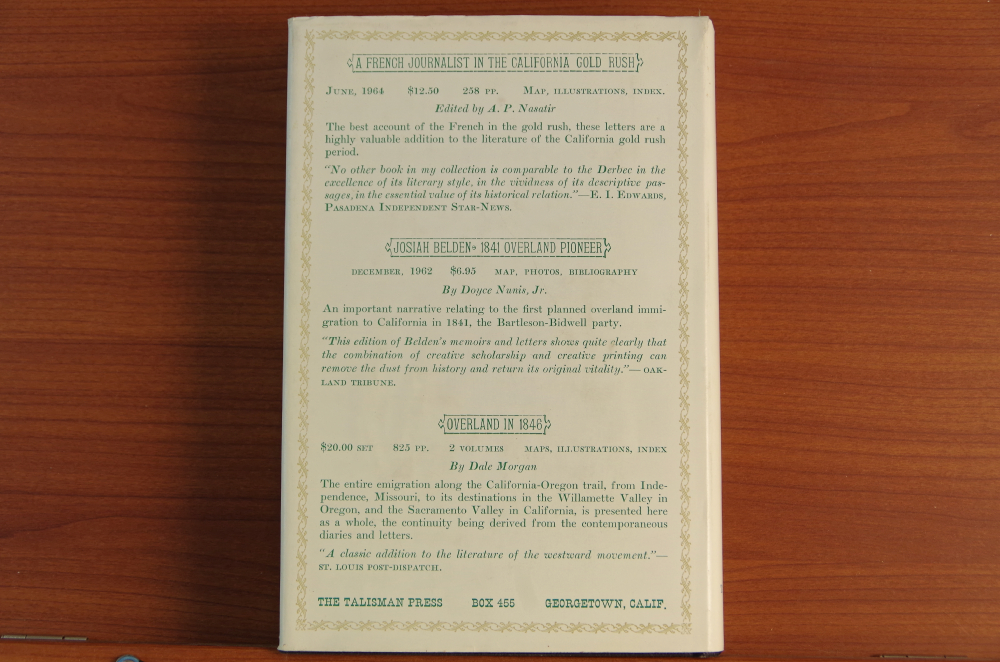 A FRENCH JOURNALIST IN THE CALIFORNIA GOLD RUSH
JUNE, 1964 $12.50 258 PP. MAP, ILLUSTRATIONS, INDEX.
Edited by A. P. Nasatir
The best account of the French in the gold rush, these letters are a
highly valuable addition to the literature of the California gold rush
period.
"No other book in my collection is comparable to the Derbec in the
excellence of its literary style, in the vividness of its descriptive pas-
sages, in the essential value of its historical relation."—E. I. EDWARDS,
PASADENA INDEPENDENT STAR-NEWS.
JOSIAH BELDEN- 1841 OVERLAND PIONEER
DECEMBER, 1962 $6.95 MAP, PHOTOS, BIBLIOGRAPHY
By Doyce Nunis, Jr.
An important narrative relating to the first planned overland immi-
gration to California in 1841, the Bartleson-Bidwell party.
"This edition of Belden's memoirs and letters shows quite clearly that
the combination of creative scholarship and creative printing can
remove the dust from history and return its original vitality."— OAK-
LAND TRIBUNE.
OVERLAND IN 1846
$20.00 SET 825 PP. 2 VOLUMES MAPS, ILLUSTRATIONS, INDEX
By Dale Morgan
The entire emigration along the California-Oregon trail, from Inde-
pendence, Missouri, to its destinations in the Willamette Valley in
Oregon, and the Sacramento Valley in California, is presented here
as a whole, the continuity being derived from the contemporaneous
diaries and letters.
"A classic addition to the literature of the westward movement."—
ST. LOUIS POST-DISPATCH.
THE TALISMAN PRESS BOX 455 GEORGETOWN, CALIF.